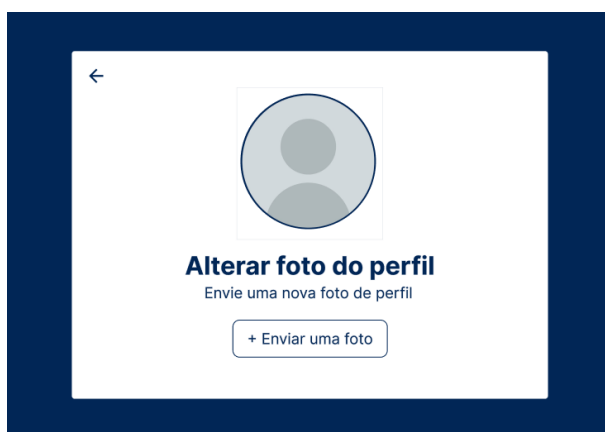 Alterar foto do perfil
Envie uma nova foto de perfil
+ Enviar uma foto